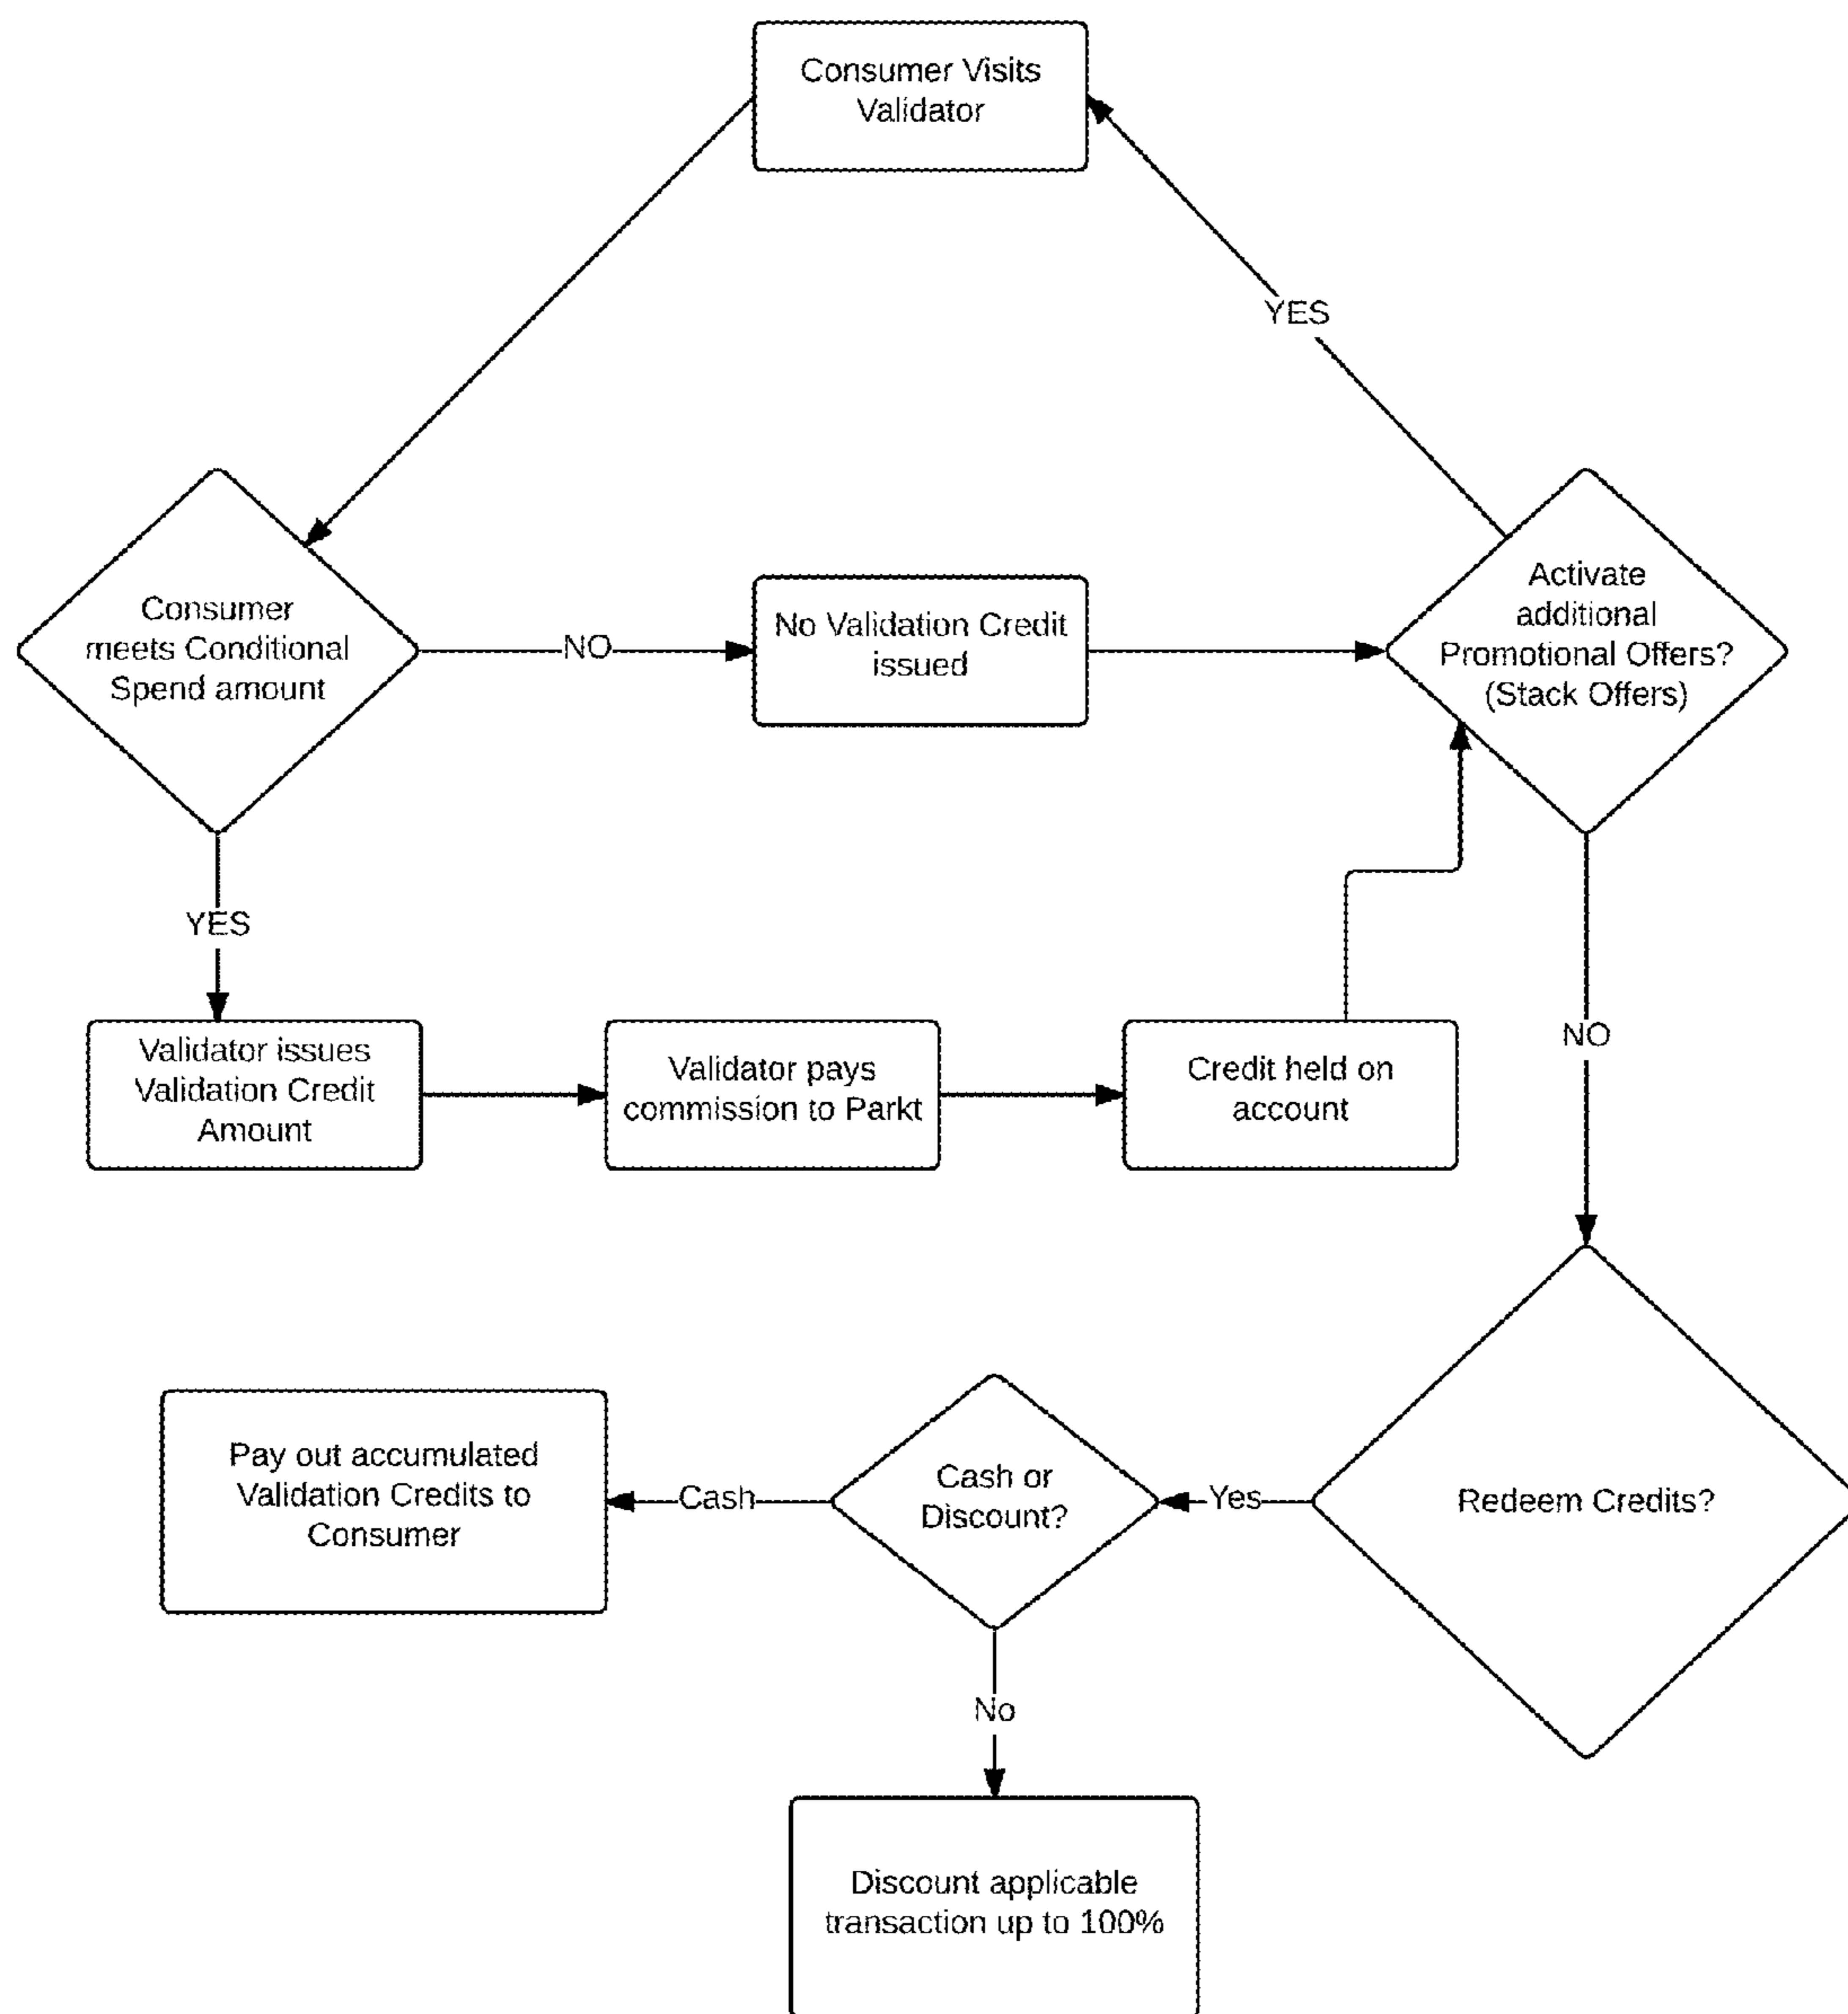 Consumer Visits
Validator
YES
Consumer
meets Conditional
Spend amount
NO
No Validation Credit
issued
Activate
additional
Promotional Offers?
(Stack Offers)
YES
Validator issues
Validation Credit
Amount
Validator pays
commission to Parkt
Credit held on
account
NO
Pay out accumulated
Validation Credits to
Consumer
Cash
Cash or
Discount?
Yes
Redeem Credits?
No
Discount applicable
transaction up to 100%